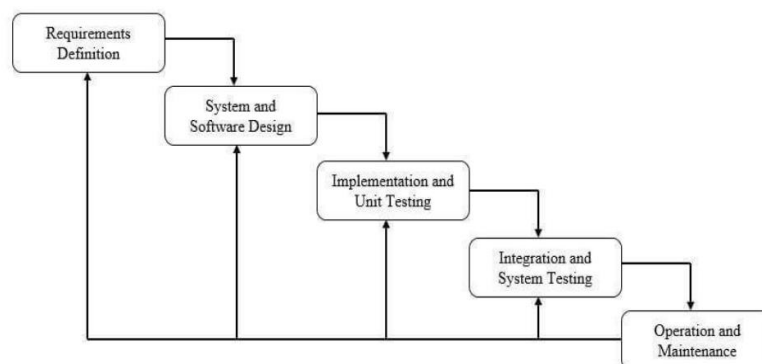 Requirements
Definition
System and
Software Design
Implementation and
Unit Testing
Integration and
System Testing
Operation and
Maintenance